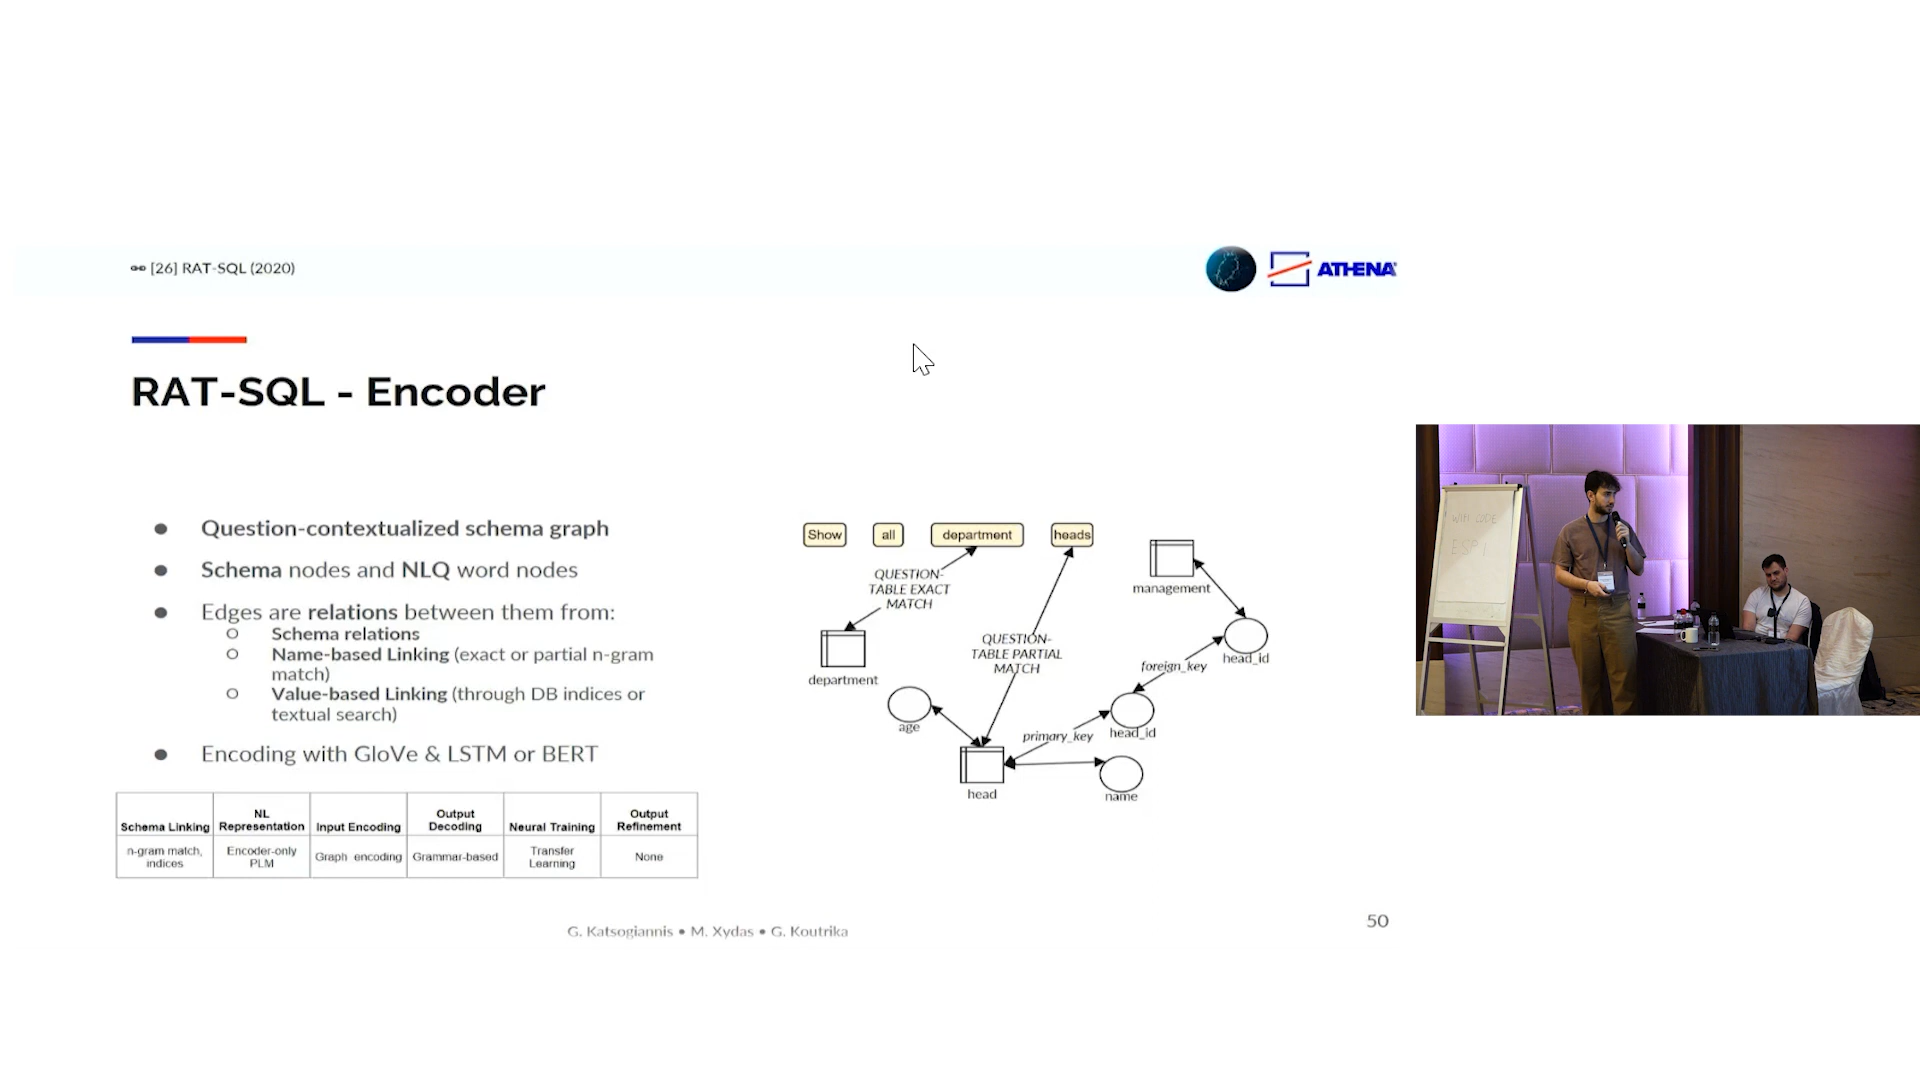 [26] RAT-SQL (2020)
ATHENA
RAT-SQL - Encoder
Question-contextualized schema graph
Schema nodes and NLQ word nodes
Edges are relations between them from:
Schema relations
Name-based Linking (exact or partial n-gram
match)
Value-based Linking (through DB indices or
textual search)
Encoding with GloVe & LSTM or BERT
Schema Linking NL Representation Input Encoding Output Decoding Neural Training Output Refinement
n-gram match, indices Encoder-only PLM Graph encoding Grammar-based Transfer Learning None
Show all department heads
QUESTION-
TABLE EXACT
MATCH
management
QUESTION-
TABLE PARTIAL
MATCH
head_id
foreign_key
department
age
primary_key
head_id
head
name
WIFI CODE
ESP1
G. Katsogiannis • M. Xydas • G. Koutrika
50